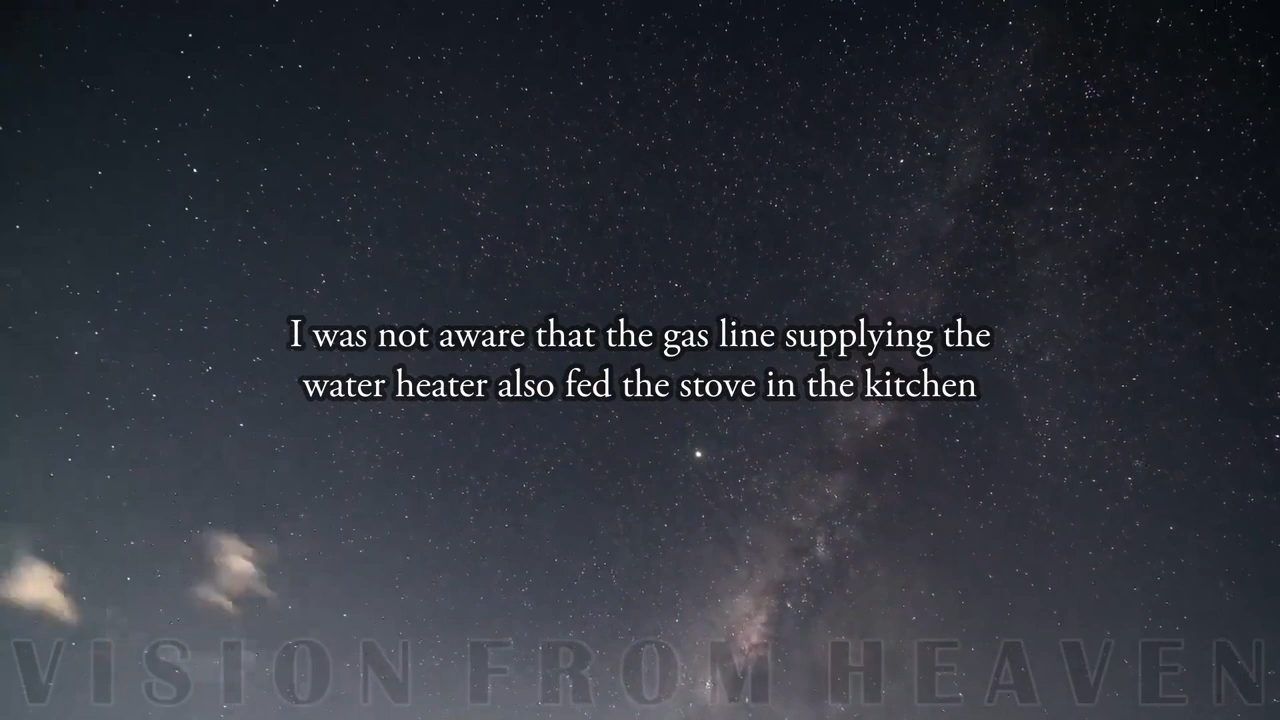 I was not aware that the gas line supplying the
water heater also fed the stove in the kitchen
VISION FROM HEAVEN